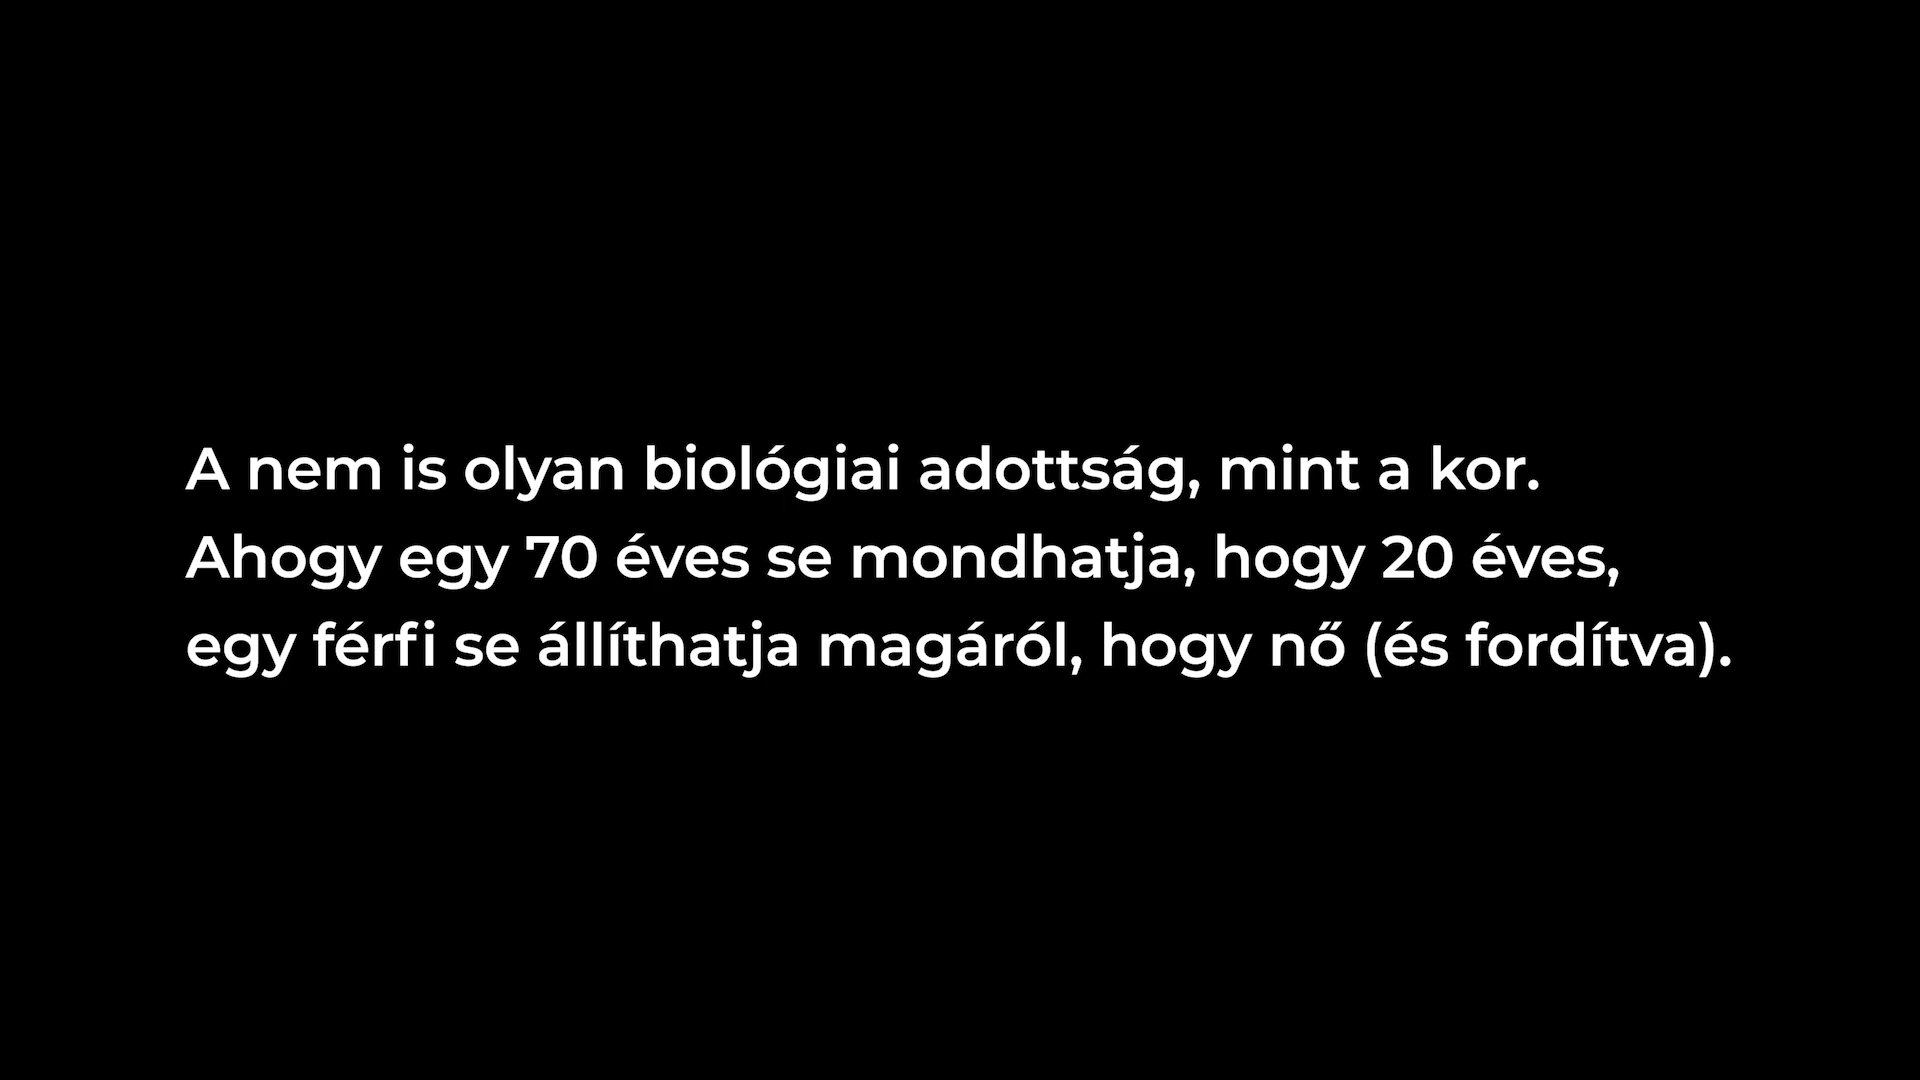 A nem is olyan biológiai adottság, mint a kor.
Ahogy egy 70 éves se mondhatja, hogy 20 éves,
egy férfi se állíthatja magáról, hogy nő (és fordítva).